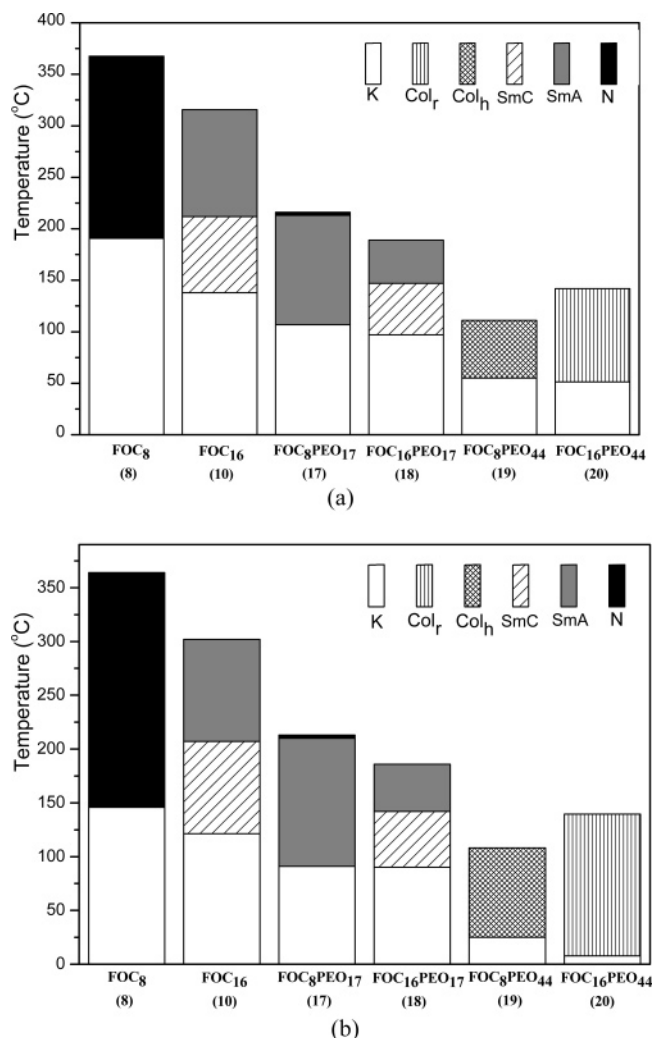 400
350
300
250
200
150
100
50
0
Temperature (°C)
K Colr Colh SmC SmA N
FOC8 FOC16 FOC8PEO17 FOC16PEO17 FOC8PEO44 FOC16PEO44
(8) (10) (17) (18) (19) (20)
(a)
350
300
250
200
150
100
50
0
Temperature (°C)
K Colr Colh SmC SmA N
FOC8 FOC16 FOC8PEO17 FOC16PEO17 FOC8PEO44 FOC16PEO44
(8) (10) (17) (18) (19) (20)
(b)